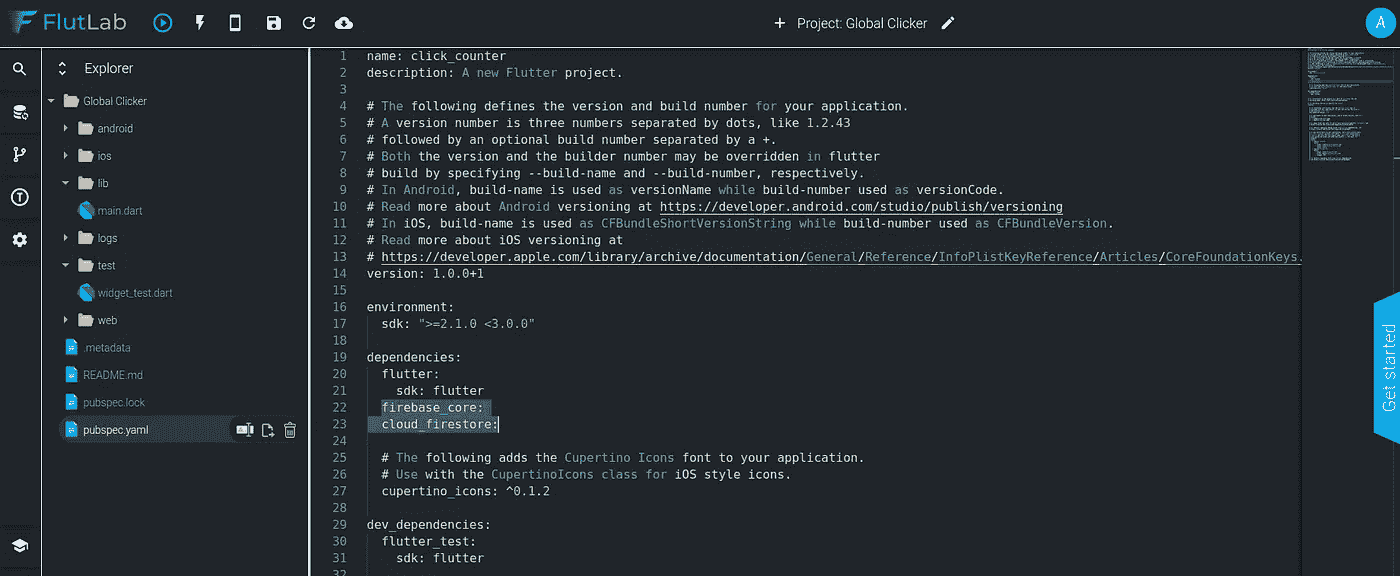 FlutLab
Project: Global Clicker
A
Explorer
Global Clicker
android
ios
lib
main.dart
logs
test
widget_test.dart
web
.metadata
README.md
pubspec.lock
pubspec.yaml
1 name: click_counter
2 description: A new Flutter project.
3
4 # The following defines the version and build number for your application.
5 # A version number is three numbers separated by dots, like 1.2.43
6 # followed by an optional build number separated by a +.
7 # Both the version and the builder number may be overridden in flutter
8 # build by specifying --build-name and --build-number, respectively.
9 # In Android, build-name is used as versionName while build-number used as versionCode.
10 # Read more about Android versioning at https://developer.android.com/studio/publish/versioning
11 # In iOS, build-name is used as CFBundleShortVersionString while build-number used as CFBundleVersion.
12 # Read more about iOS versioning at
13 # https://developer.apple.com/library/archive/documentation/General/Reference/InfoPlistKeyReference/Articles/CoreFoundationKeys.
14 version: 1.0.0+1
15
16 environment:
17 sdk: ">=2.1.0 <3.0.0"
18
19 dependencies:
20 flutter:
21 sdk: flutter
22 firebase_core:
23 cloud_firestore:
24
25 # The following adds the Cupertino Icons font to your application.
26 # Use with the CupertinoIcons class for iOS style icons.
27 cupertino_icons: ^0.1.2
28
29 dev_dependencies:
30 flutter_test:
31 sdk: flutter
32
Get started